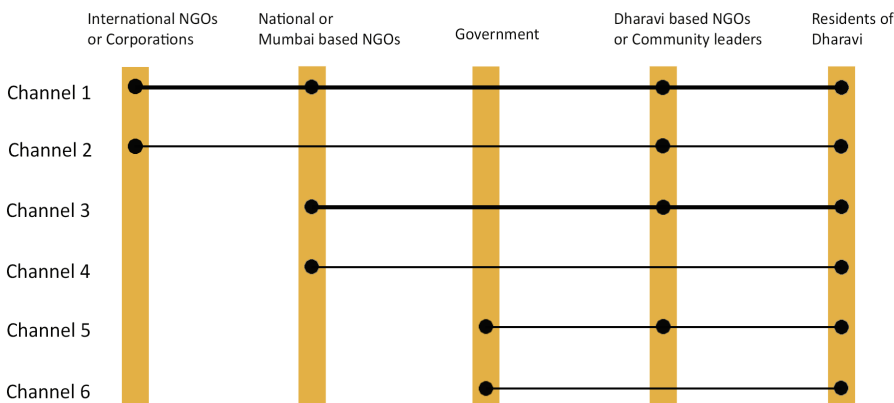 International NGOs
or Corporations
National or
Mumbai based NGOs
Government
Dharavi based NGOs
or Community leaders
Residents of
Dharavi
Channel 1
Channel 2
Channel 3
Channel 4
Channel 5
Channel 6